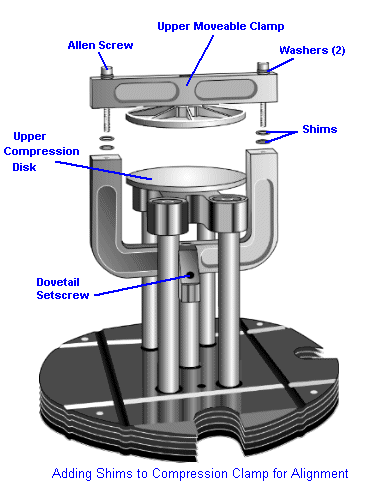 Upper Moveable Clamp
Allen Screw
Washers (2)
Shims
Upper
Compression
Disk
Dovetail
Setscrew
Adding Shims to Compression Clamp for Alignment